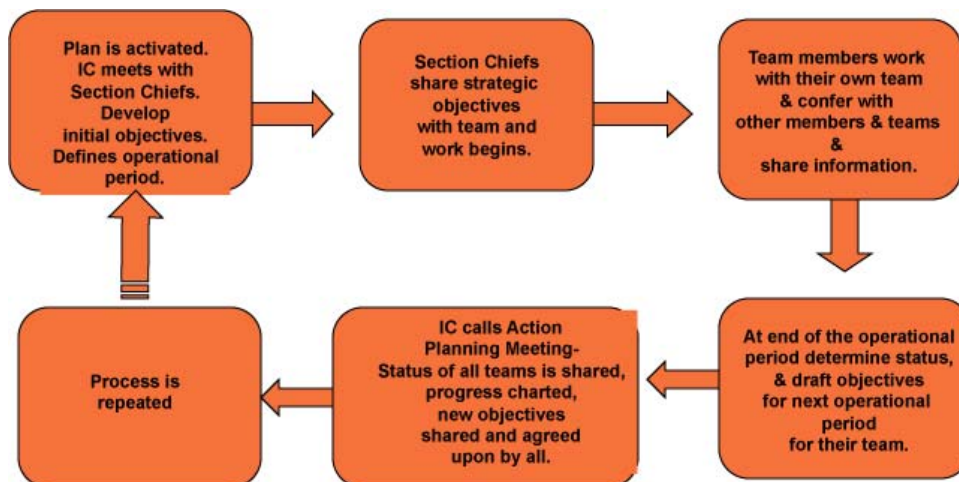 Plan is activated.
IC meets with
Section Chiefs.
Develop
initial objectives.
Defines operational
period.
Section Chiefs
share strategic
objectives
with team and
work begins.
Team members work
with their own team
& confer with
other members & teams
&
share information.
At end of the operational
period determine status,
& draft objectives
for next operational
period
for their team.
IC calls Action
Planning Meeting-
Status of all teams is shared,
progress charted,
new objectives
shared and agreed
upon by all.
Process is
repeated